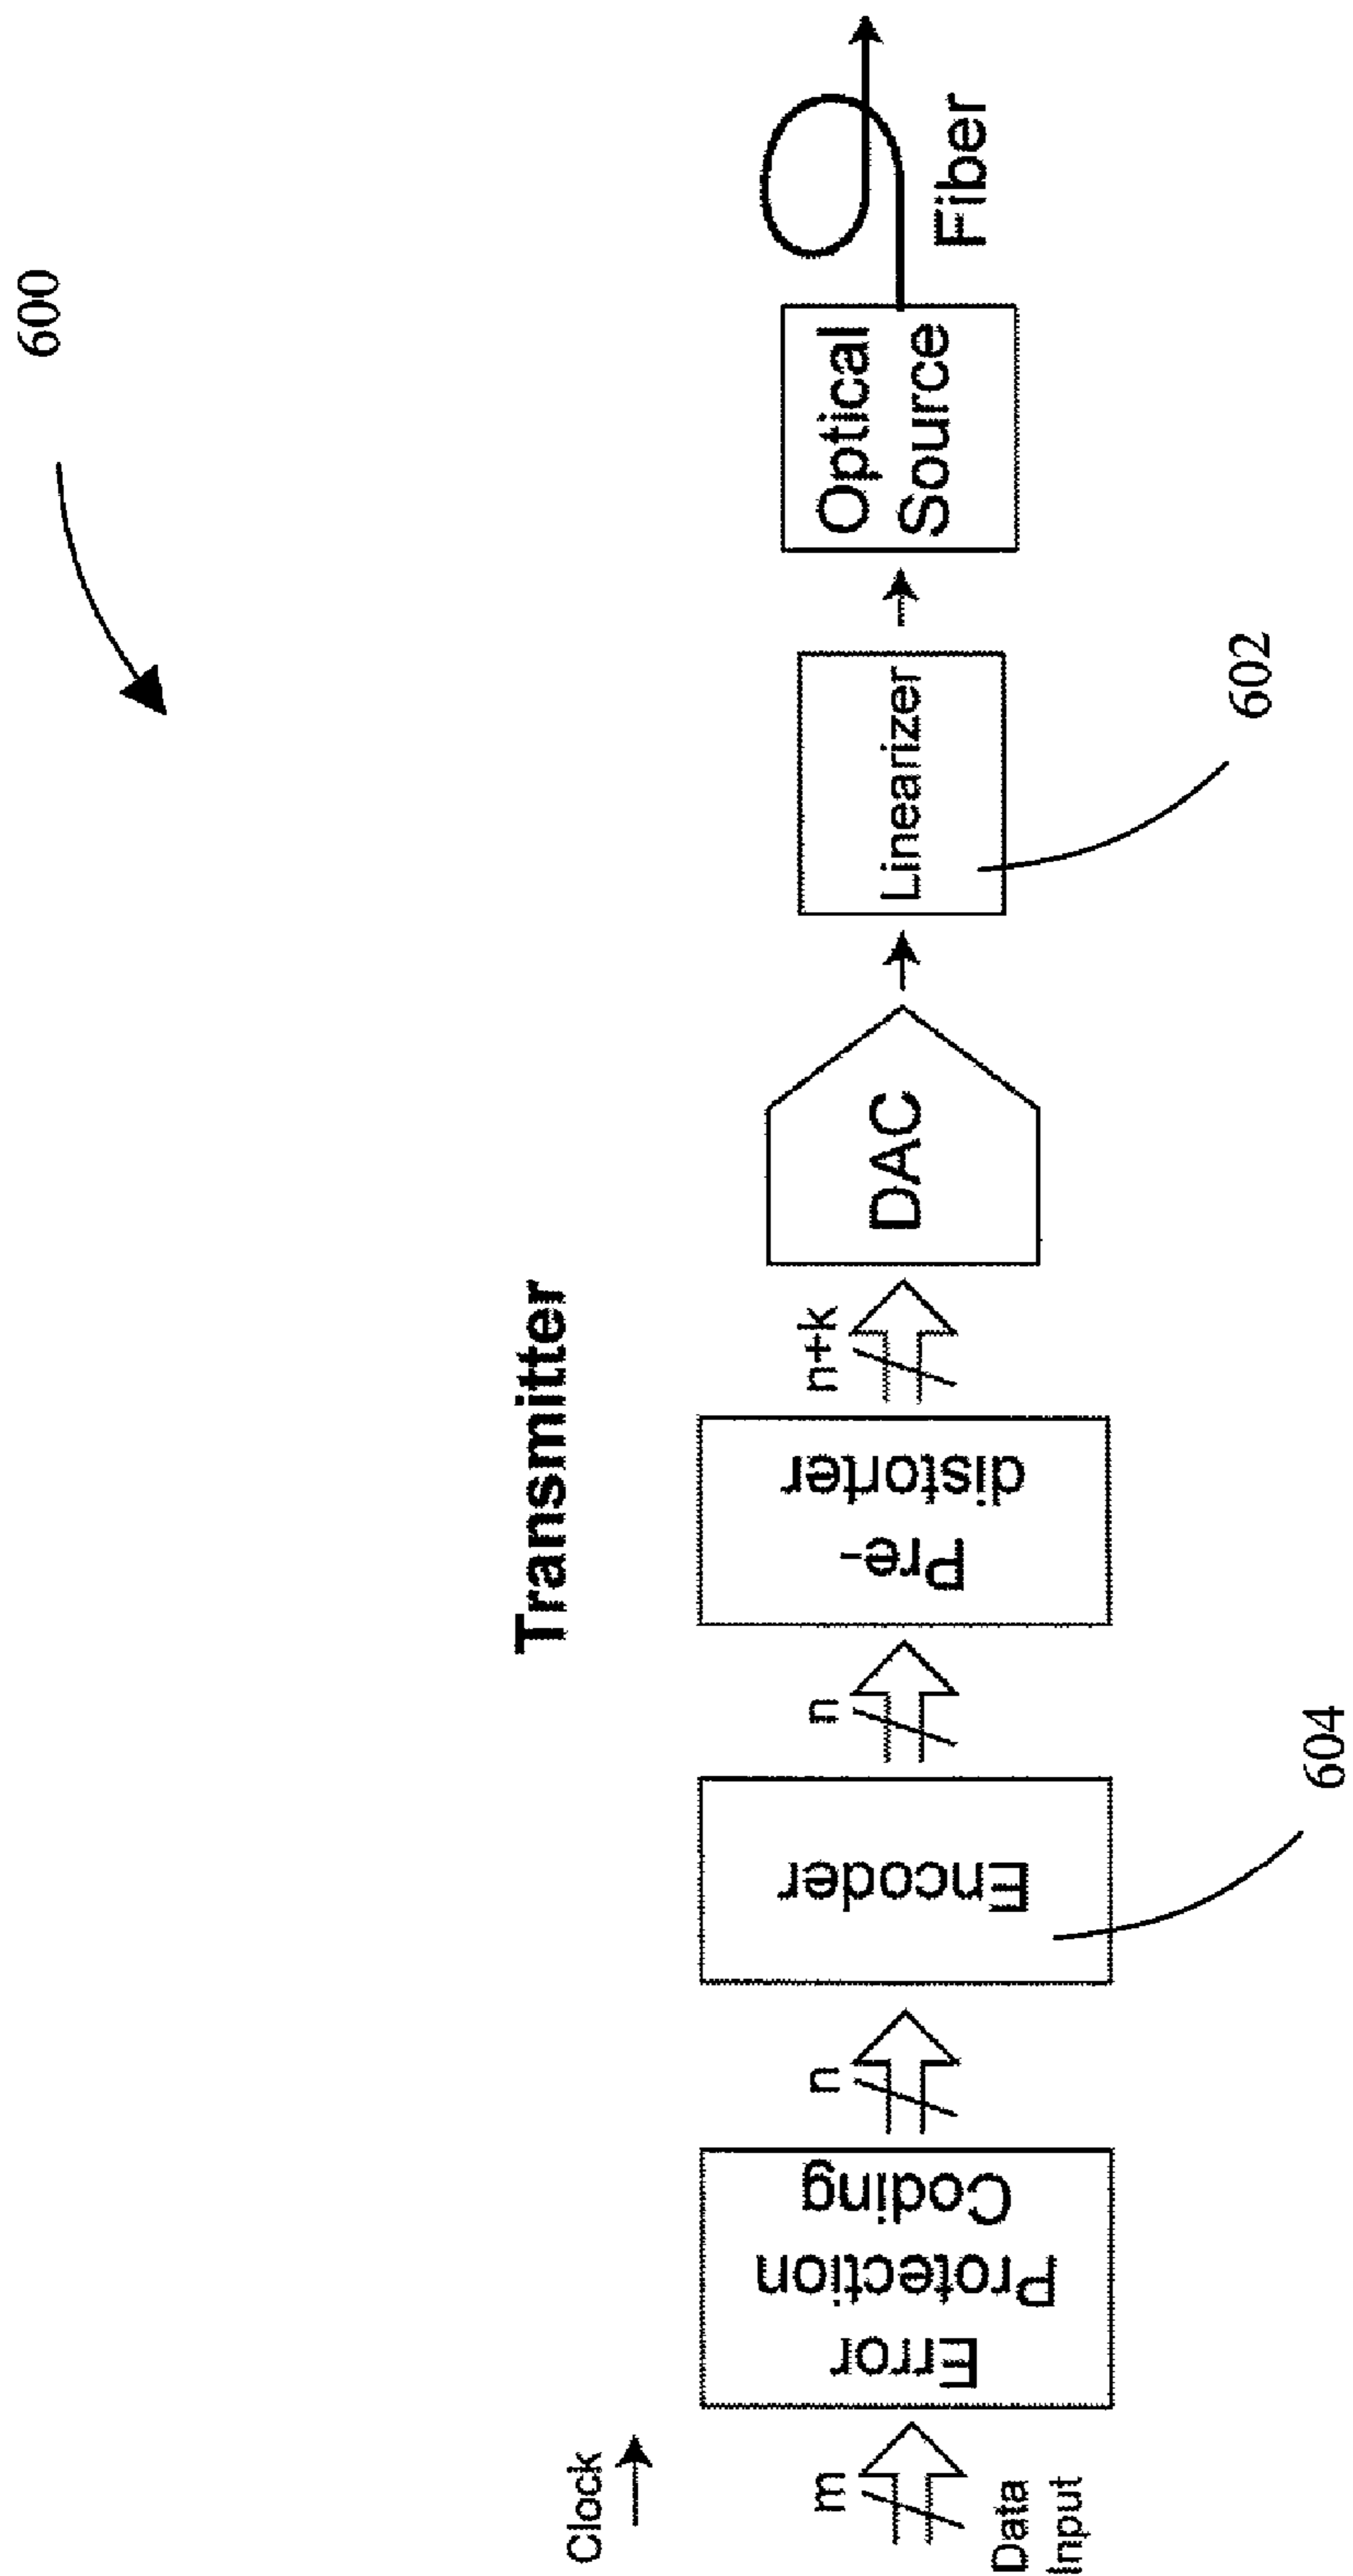 600
Transmitter
Clock
m
Data
Input
Error
Protection
Coding
n
Encoder
604
n
Pre-
distorter
n+k
DAC
Linearizer
602
Optical
Source
Fiber